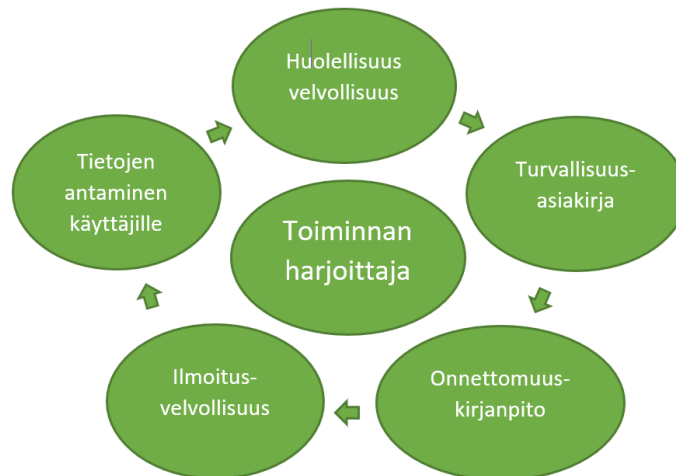 Huolellisuus
velvollisuus
Turvallisuus-
asiakirja
Onnettomuus-
kirjanpito
Ilmoitus-
velvollisuus
Tietojen
antaminen
käyttäjille
Toiminnan
harjoittaja